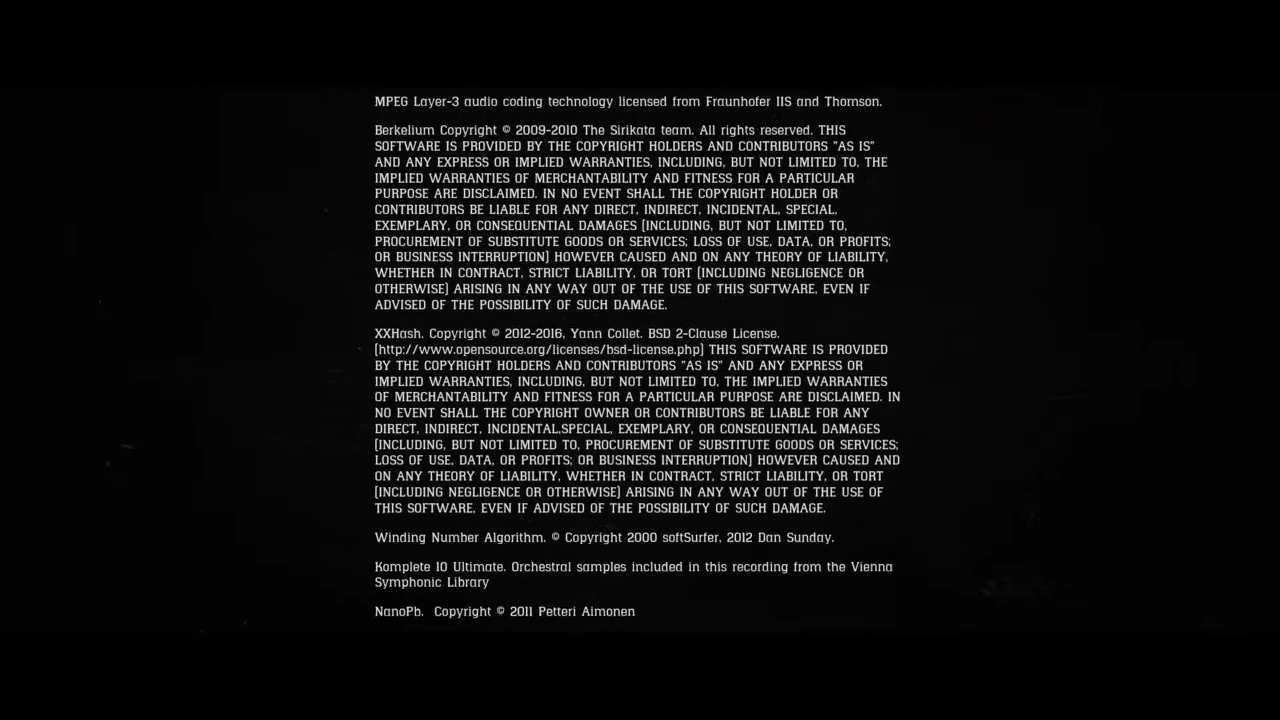 MPEG Layer-3 audio coding technology licensed from Fraunhofer IIS and Thomson.
Berkelium Copyright © 2009-2010 The Sirikata team. All rights reserved. THIS
SOFTWARE IS PROVIDED BY THE COPYRIGHT HOLDERS AND CONTRIBUTORS "AS IS"
AND ANY EXPRESS OR IMPLIED WARRANTIES, INCLUDING, BUT NOT LIMITED TO, THE
IMPLIED WARRANTIES OF MERCHANTABILITY AND FITNESS FOR A PARTICULAR
PURPOSE ARE DISCLAIMED. IN NO EVENT SHALL THE COPYRIGHT HOLDER OR
CONTRIBUTORS BE LIABLE FOR ANY DIRECT, INDIRECT, INCIDENTAL, SPECIAL,
EXEMPLARY, OR CONSEQUENTIAL DAMAGES (INCLUDING, BUT NOT LIMITED TO,
PROCUREMENT OF SUBSTITUTE GOODS OR SERVICES; LOSS OF USE, DATA, OR PROFITS;
OR BUSINESS INTERRUPTION) HOWEVER CAUSED AND ON ANY THEORY OF LIABILITY,
WHETHER IN CONTRACT, STRICT LIABILITY, OR TORT (INCLUDING NEGLIGENCE OR
OTHERWISE) ARISING IN ANY WAY OUT OF THE USE OF THIS SOFTWARE, EVEN IF
ADVISED OF THE POSSIBILITY OF SUCH DAMAGE.
XXHash. Copyright © 2012-2016, Yann Collet. BSD 2-Clause License.
(http://www.opensource.org/licenses/bsd-license.php) THIS SOFTWARE IS PROVIDED
BY THE COPYRIGHT HOLDERS AND CONTRIBUTORS "AS IS" AND ANY EXPRESS OR
IMPLIED WARRANTIES, INCLUDING, BUT NOT LIMITED TO, THE IMPLIED WARRANTIES
OF MERCHANTABILITY AND FITNESS FOR A PARTICULAR PURPOSE ARE DISCLAIMED. IN
NO EVENT SHALL THE COPYRIGHT OWNER OR CONTRIBUTORS BE LIABLE FOR ANY
DIRECT, INDIRECT, INCIDENTAL,SPECIAL, EXEMPLARY, OR CONSEQUENTIAL DAMAGES
(INCLUDING, BUT NOT LIMITED TO, PROCUREMENT OF SUBSTITUTE GOODS OR SERVICES;
LOSS OF USE, DATA, OR PROFITS; OR BUSINESS INTERRUPTION) HOWEVER CAUSED AND
ON ANY THEORY OF LIABILITY, WHETHER IN CONTRACT, STRICT LIABILITY, OR TORT
(INCLUDING NEGLIGENCE OR OTHERWISE) ARISING IN ANY WAY OUT OF THE USE OF
THIS SOFTWARE, EVEN IF ADVISED OF THE POSSIBILITY OF SUCH DAMAGE.
Winding Number Algorithm. © Copyright 2000 softSurfer, 2012 Dan Sunday.
Komplete 10 Ultimate. Orchestral samples included in this recording from the Vienna
Symphonic Library
NanoPb.  Copyright © 2011 Petteri Aimonen